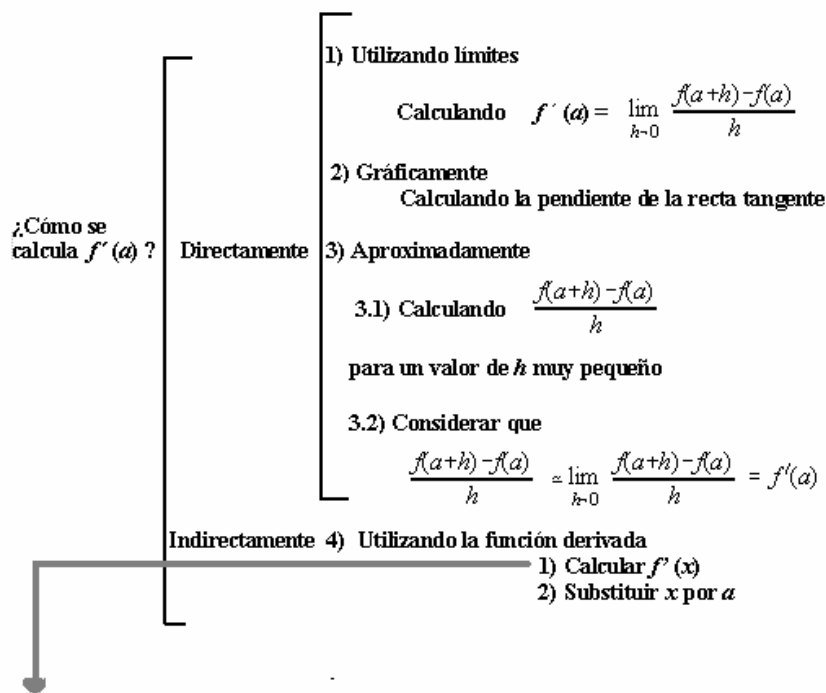 1) Utilizando límites
Calculando f´(a) = lim h→0 f(a+h)-f(a) / h
2) Gráficamente
Calculando la pendiente de la recta tangente
¿Cómo se
calcula f´(a) ?
Directamente
3) Aproximadamente
3.1) Calculando f(a+h)-f(a) / h
para un valor de h muy pequeño
3.2) Considerar que
f(a+h)-f(a) / h ≃ lim h→0 f(a+h)-f(a) / h = f'(a)
Indirectamente 4) Utilizando la función derivada
1) Calcular f' (x)
2) Substituir x por a